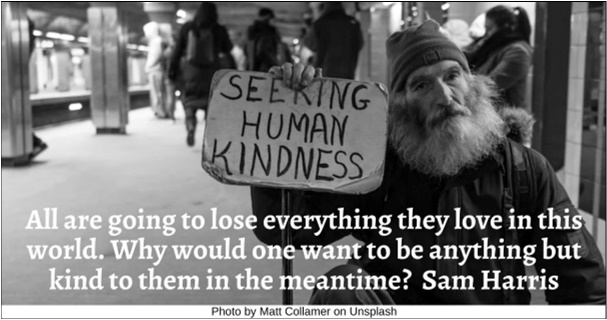 SEEKING
HUMAN
KINDNESS
All are going to lose everything they love in this
world. Why would one want to be anything but
kind to them in the meantime?  Sam Harris
Photo by Matt Collamer on Unsplash